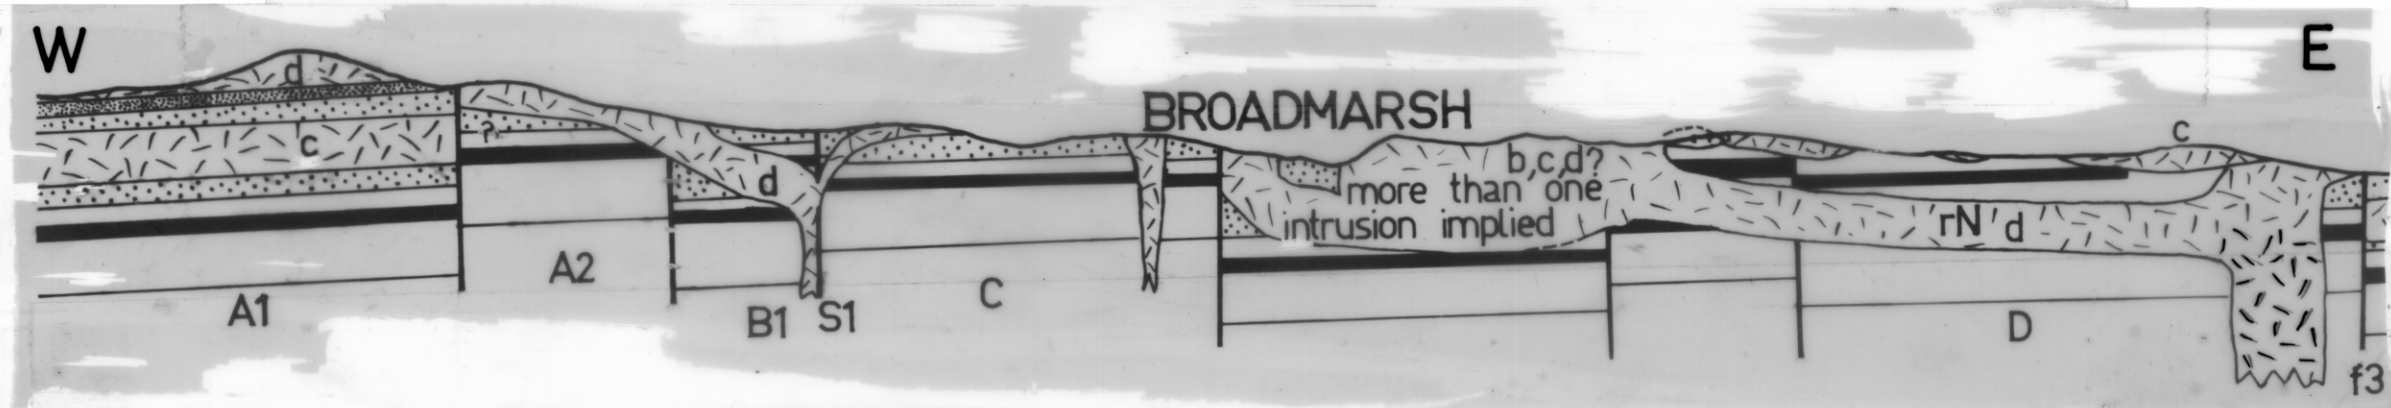 W
E
BROADMARSH
d
c
?
c
d
b,c,d?
more than one
intrusion implied
rN'd
A1
A2
B1
S1
C
D
f3